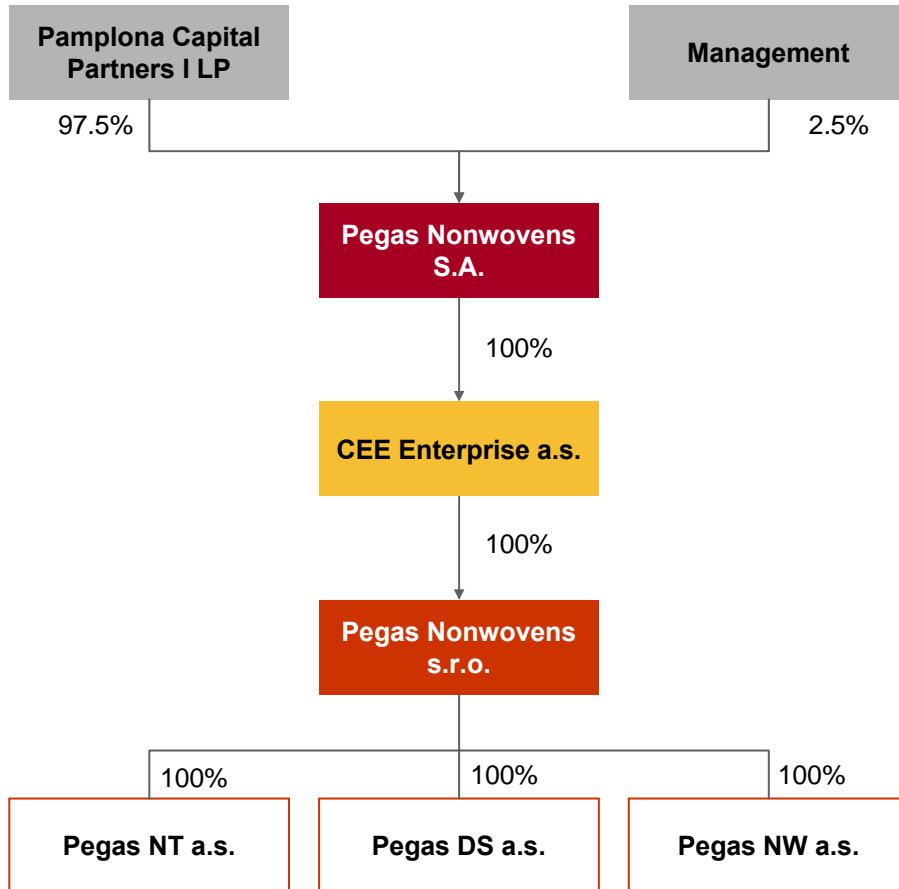 Pamplona Capital
Partners I LP
Management
97.5%
2.5%
Pegas Nonwovens
S.A.
100%
CEE Enterprise a.s.
100%
Pegas Nonwovens
s.r.o.
100%
100%
100%
Pegas NT a.s.
Pegas DS a.s.
Pegas NW a.s.